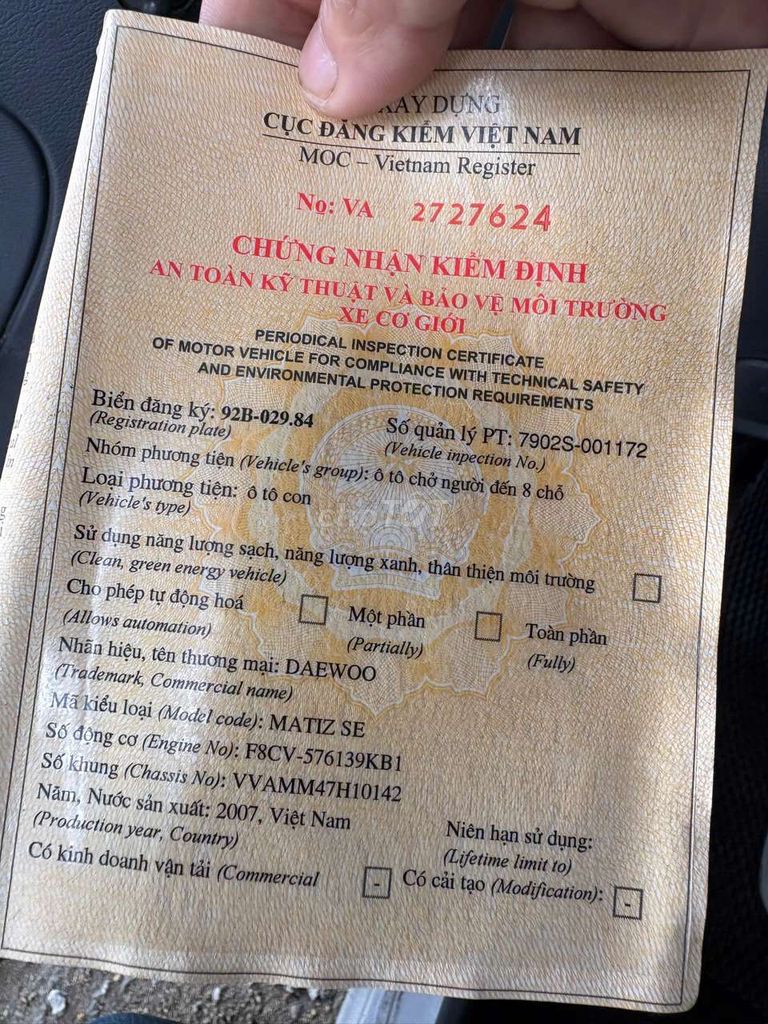 XÂY DỰNG
CỤC ĐĂNG KIỂM VIỆT NAM
MOC – Vietnam Register
No: VA 2727624
CHỨNG NHẬN KIỂM ĐỊNH
AN TOÀN KỸ THUẬT VÀ BẢO VỆ MÔI TRƯỜNG
XE CƠ GIỚI
PERIODICAL INSPECTION CERTIFICATE
OF MOTOR VEHICLE FOR COMPLIANCE WITH TECHNICAL SAFETY
AND ENVIRONMENTAL PROTECTION REQUIREMENTS
Biển đăng ký: 92B-029.84 Số quản lý PT: 7902S-001172
(Registration plate) (Vehicle inpection No.)
Nhóm phương tiện (Vehicle's group): ô tô chở người đến 8 chỗ
Loại phương tiện: ô tô con
(Vehicle's type)
Sử dụng năng lượng sạch, năng lượng xanh, thân thiện môi trường
(Clean, green energy vehicle)
Cho phép tự động hoá Một phần Toàn phần
(Allows automation) (Partially) (Fully)
Nhãn hiệu, tên thương mại: DAEWOO
(Trademark, Commercial name)
Mã kiểu loại (Model code): MATIZ SE
Số động cơ (Engine No): F8CV-576139KB1
Số khung (Chassis No): VVAMM47H10142
Năm, Nước sản xuất: 2007, Việt Nam Niên hạn sử dụng:
(Production year, Country) (Lifetime limit to)
Có kinh doanh vận tải (Commercial - Có cải tạo (Modification): -